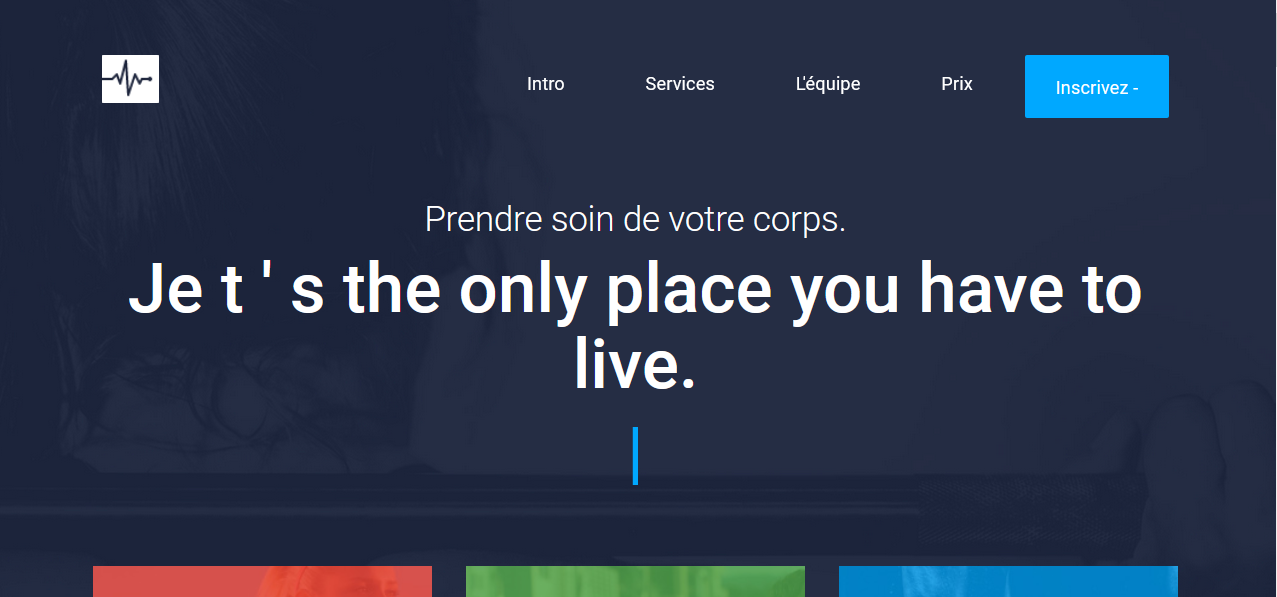 Intro
Services
L'équipe
Prix
Inscrivez -
Prendre soin de votre corps.
Je t ' s the only place you have to
live.